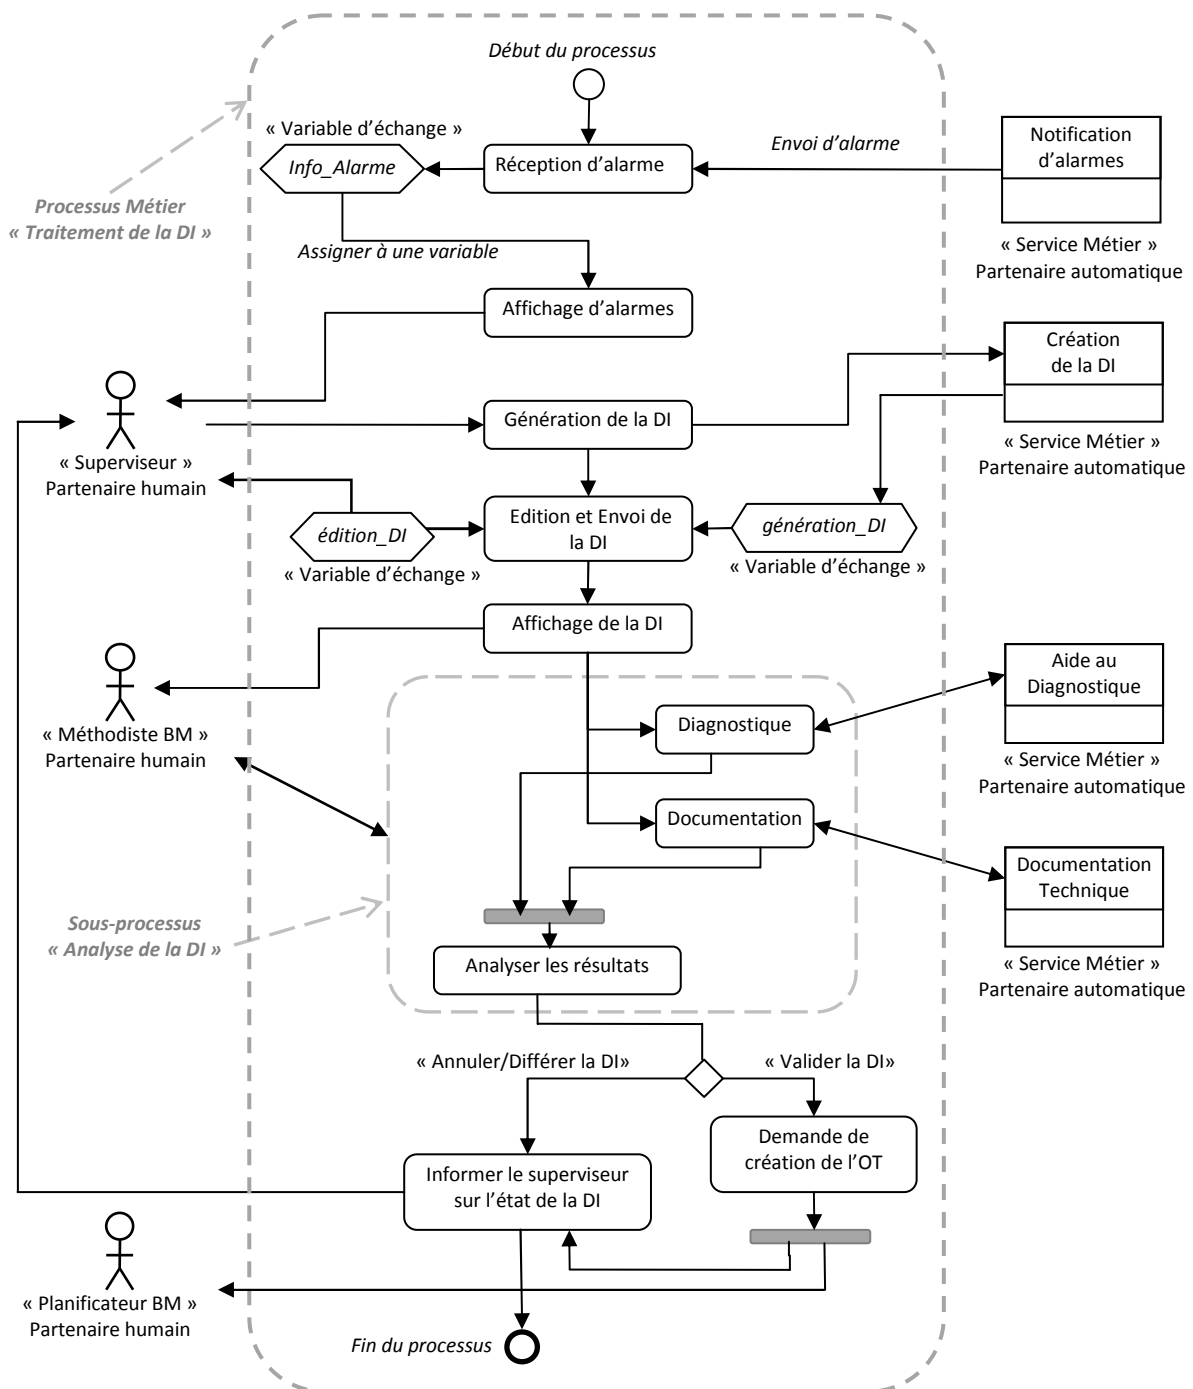 Début du processus
« Variable d'échange »
Info_Alarme
Réception d'alarme
Envoi d'alarme
Notification
d'alarmes
« Service Métier »
Partenaire automatique
Processus Métier
« Traitement de la DI »
Assigner à une variable
Affichage d'alarmes
Création
de la DI
« Service Métier »
Partenaire automatique
Génération de la DI
« Superviseur »
Partenaire humain
édition_DI
« Variable d'échange »
Edition et Envoi de
la DI
génération_DI
« Variable d'échange »
Affichage de la DI
« Méthodiste BM »
Partenaire humain
Diagnostique
Aide au
Diagnostique
« Service Métier »
Partenaire automatique
Documentation
Documentation
Technique
« Service Métier »
Partenaire automatique
Sous-processus
« Analyse de la DI »
Analyser les résultats
« Annuler/Différer la DI»
« Valider la DI»
Demande de
création de l'OT
Informer le superviseur
sur l'état de la DI
« Planificateur BM »
Partenaire humain
Fin du processus